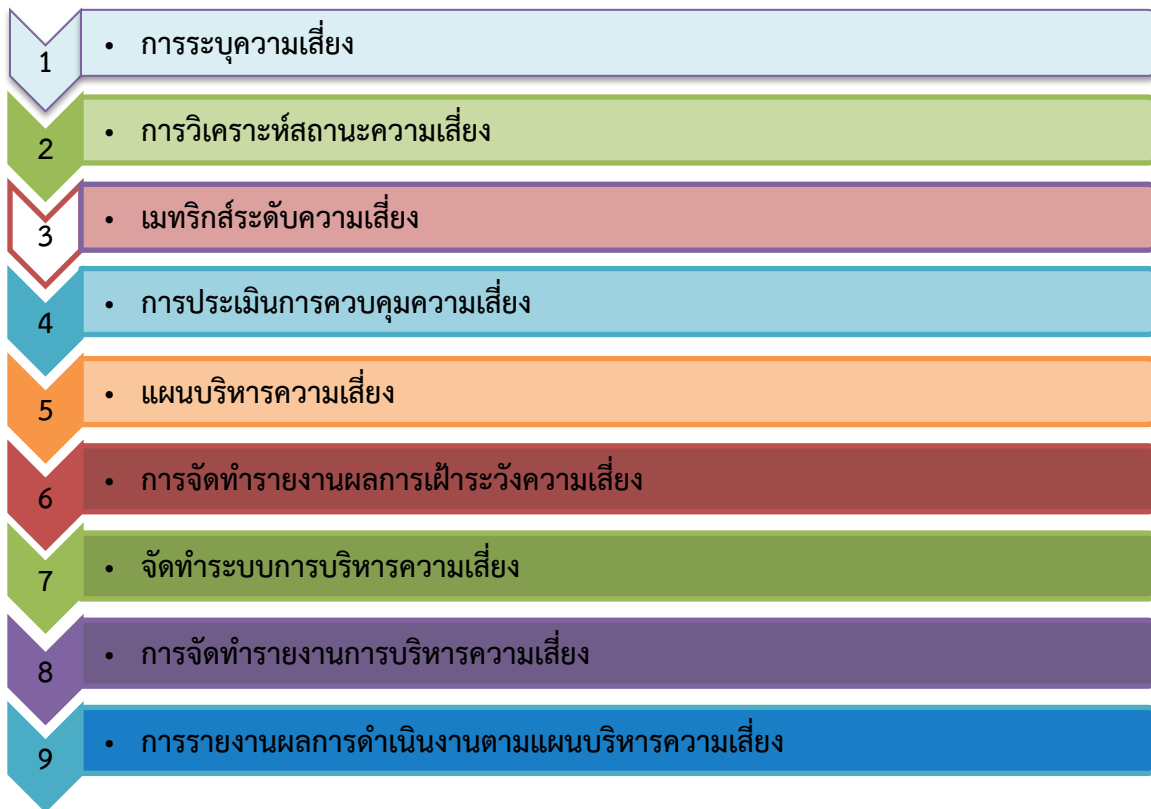 1 • การระบุความเสี่ยง
2 • การวิเคราะห์สถานะความเสี่ยง
3 • เมทริกส์ระดับความเสี่ยง
4 • การประเมินการควบคุมความเสี่ยง
5 • แผนบริหารความเสี่ยง
6 • การจัดทำรายงานผลการเฝ้าระวังความเสี่ยง
7 • จัดทำระบบการบริหารความเสี่ยง
8 • การจัดทำรายงานการบริหารความเสี่ยง
9 • การรายงานผลการดำเนินงานตามแผนบริหารความเสี่ยง